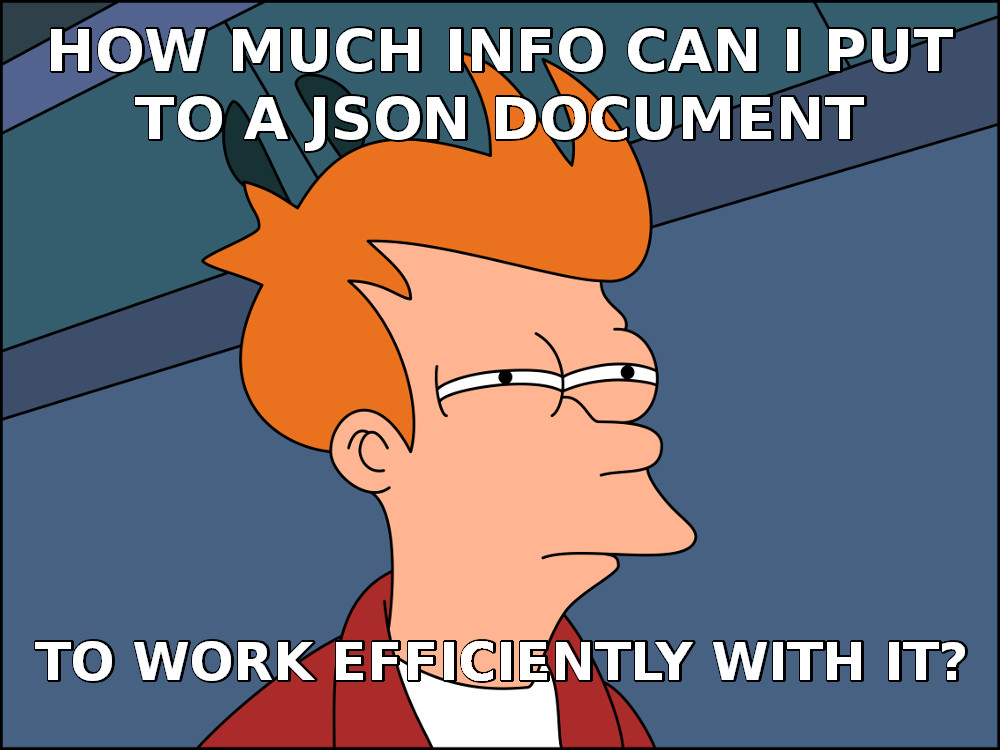 HOW MUCH INFO CAN I PUT
TO A JSON DOCUMENT
TO WORK EFFICIENTLY WITH IT?